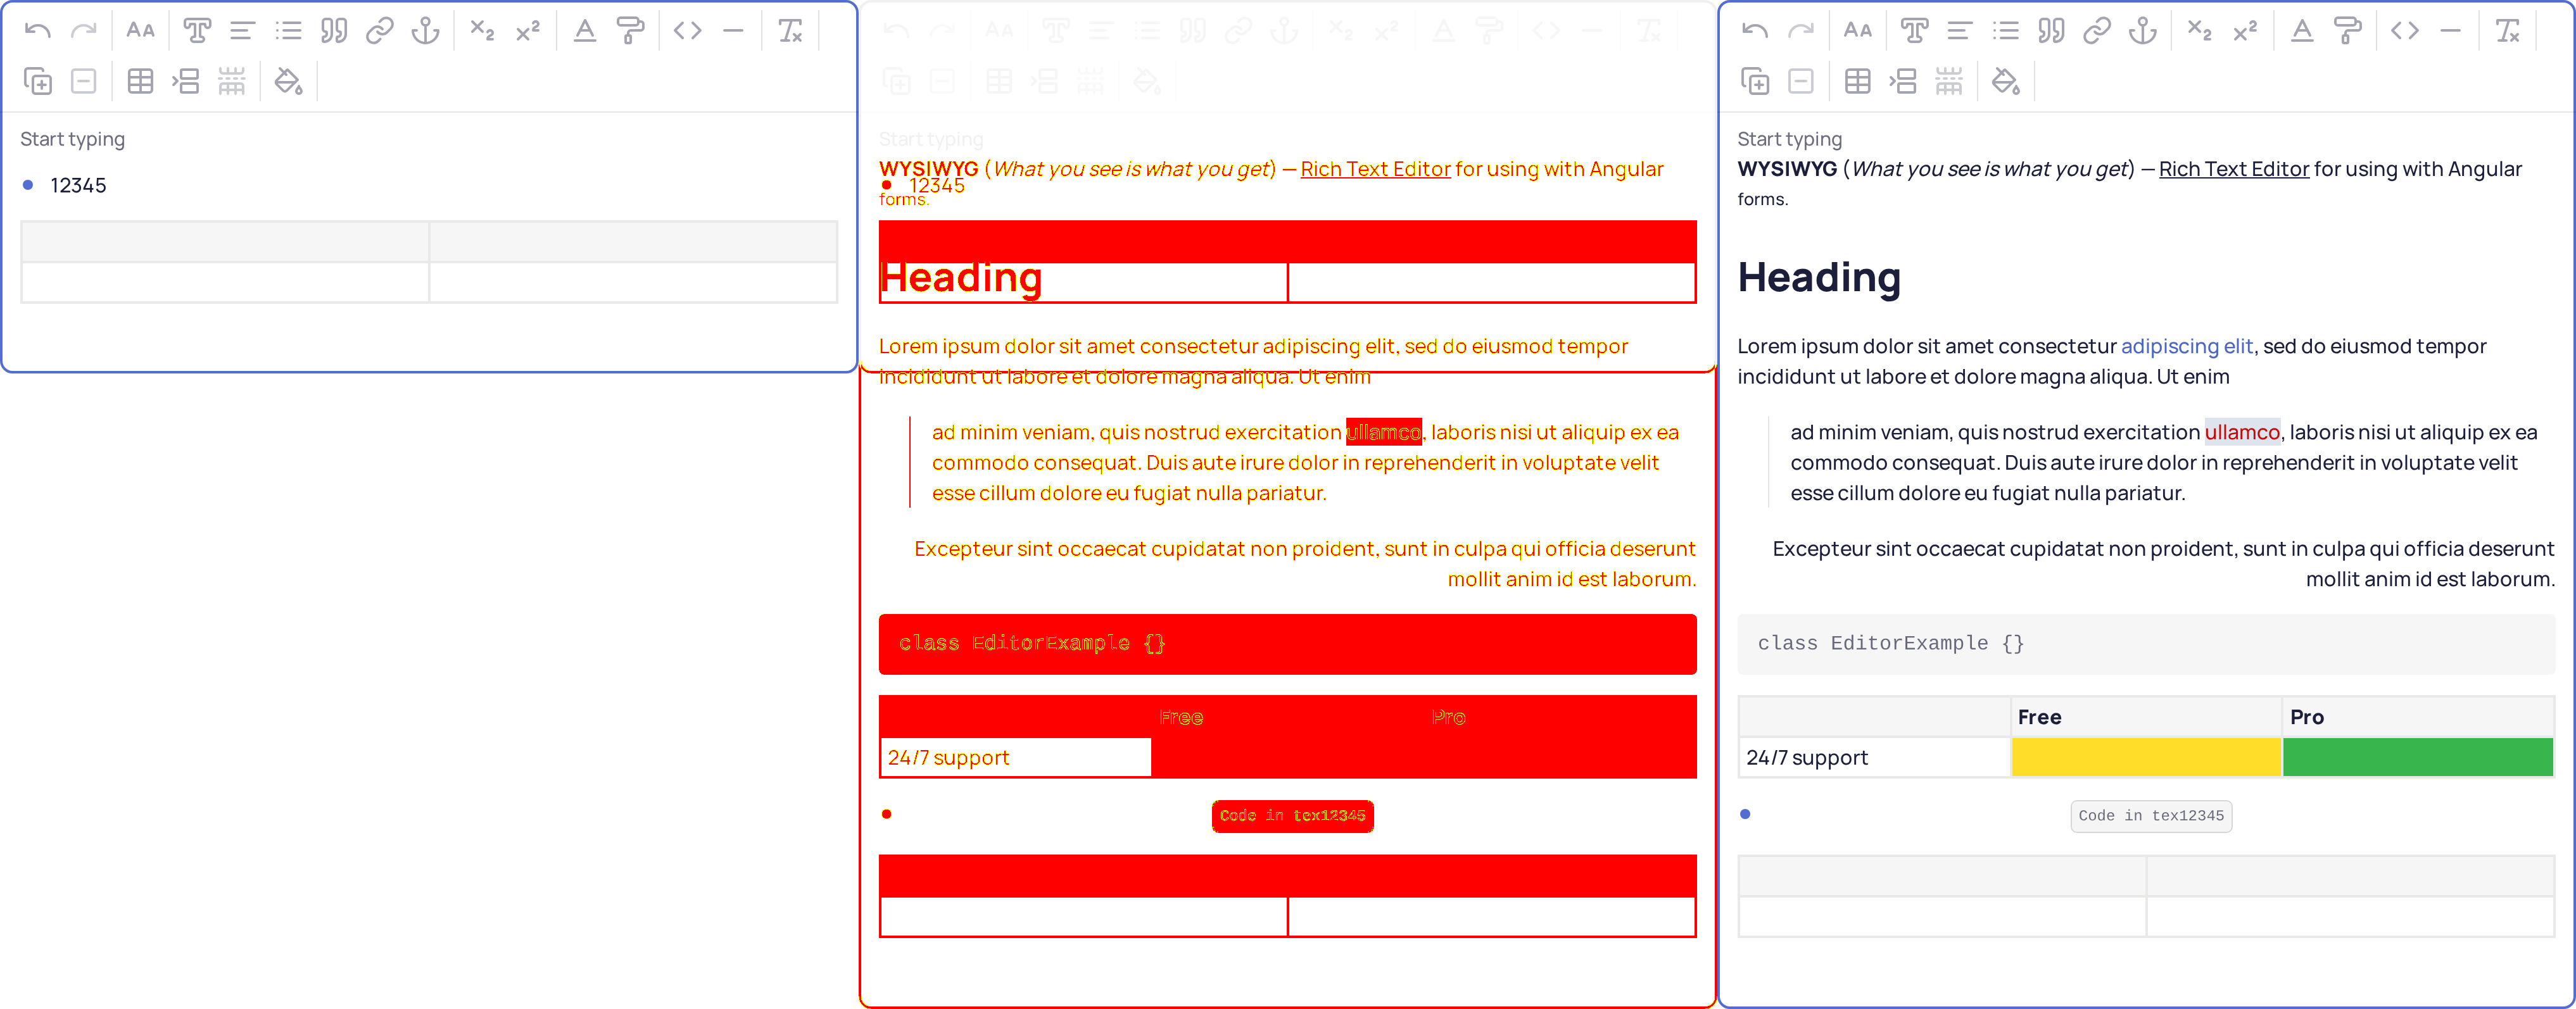 Start typing
12345
Start typing
WYSIWYG (What you see is what you get) — Rich Text Editor for using with Angular
12345
forms.
Heading
Lorem ipsum dolor sit amet consectetur adipiscing elit, sed do eiusmod tempor
incididunt ut labore et dolore magna aliqua. Ut enim
ad minim veniam, quis nostrud exercitation ullamco, laboris nisi ut aliquip ex ea
commodo consequat. Duis aute irure dolor in reprehenderit in voluptate velit
esse cillum dolore eu fugiat nulla pariatur.
Excepteur sint occaecat cupidatat non proident, sunt in culpa qui officia deserunt
mollit anim id est laborum.
class EditorExample {}
Free Pro
24/7 support
Code in tex12345
Start typing
WYSIWYG (What you see is what you get) — Rich Text Editor for using with Angular
forms.
Heading
Lorem ipsum dolor sit amet consectetur adipiscing elit, sed do eiusmod tempor
incididunt ut labore et dolore magna aliqua. Ut enim
ad minim veniam, quis nostrud exercitation ullamco, laboris nisi ut aliquip ex ea
commodo consequat. Duis aute irure dolor in reprehenderit in voluptate velit
esse cillum dolore eu fugiat nulla pariatur.
Excepteur sint occaecat cupidatat non proident, sunt in culpa qui officia deserunt
mollit anim id est laborum.
class EditorExample {}
Free Pro
24/7 support
Code in tex12345